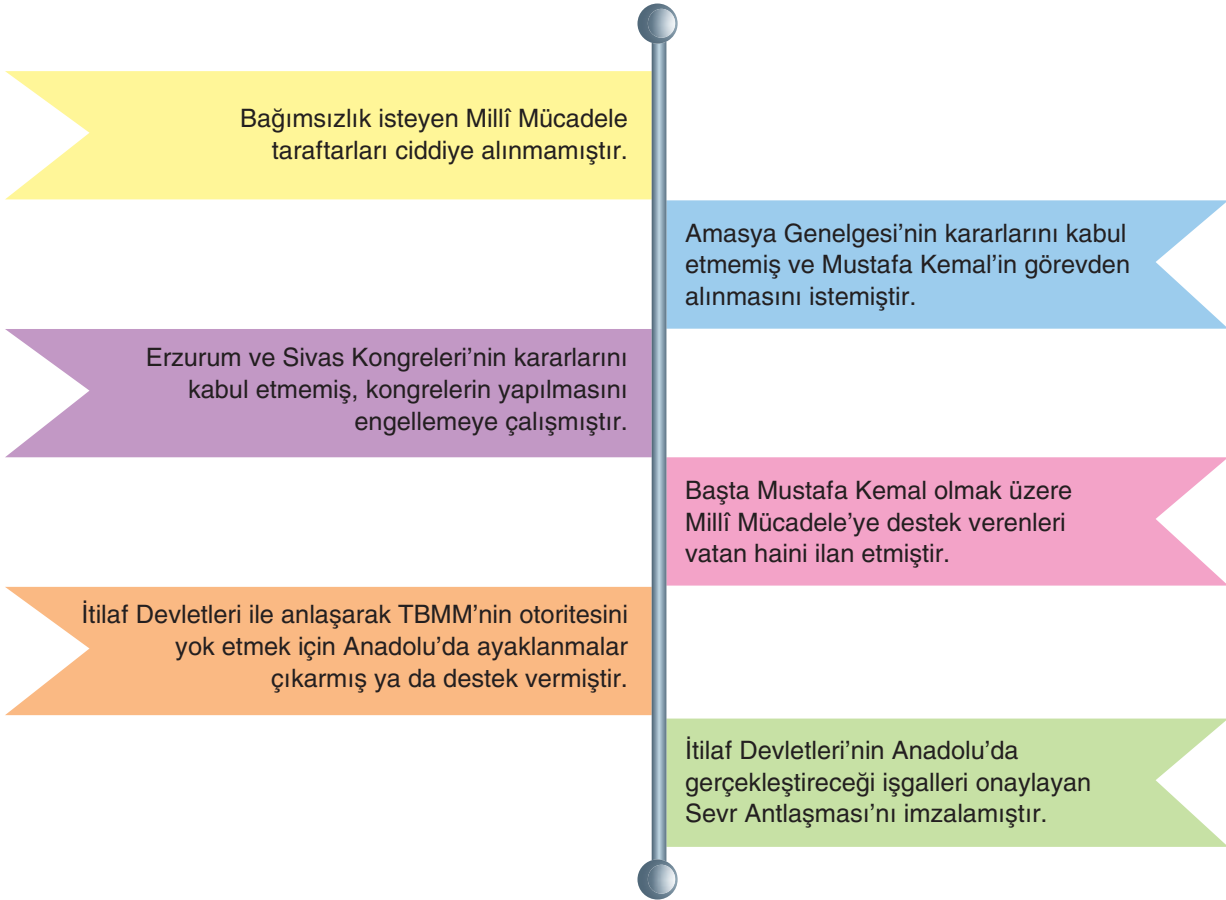 Bağımsızlık isteyen Millî Mücadele
taraftarları ciddiye alınmamıştır.
Amasya Genelgesi’nin kararlarını kabul
etmemiş ve Mustafa Kemal’in görevden
alınmasını istemiştir.
Erzurum ve Sivas Kongreleri’nin kararlarını
kabul etmemiş, kongrelerin yapılmasını
engellemeye çalışmıştır.
Başta Mustafa Kemal olmak üzere
Millî Mücadele’ye destek verenleri
vatan haini ilan etmiştir.
İtilaf Devletleri ile anlaşarak TBMM’nin otoritesini
yok etmek için Anadolu’da ayaklanmalar
çıkarmış ya da destek vermiştir.
İtilaf Devletleri’nin Anadolu’da
gerçekleştireceği işgalleri onaylayan
Sevr Antlaşması’nı imzalamıştır.